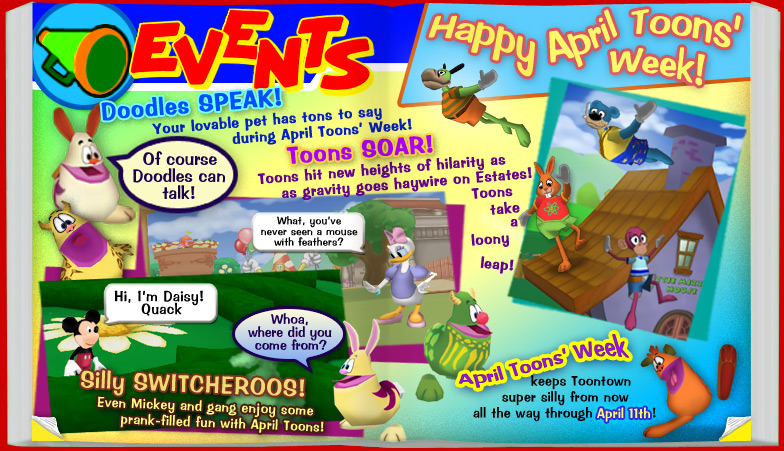 EVENTS
Doodles SPEAK!
Your lovable pet has tons to say
during April Toons' Week!
Of course
Doodles can
talk!
Toons SOAR!
Toons hit new heights of hilarity as
as gravity goes haywire on Estates!
Toons
take
a
loony
leap!
What, you've
never seen a mouse
with feathers?
Hi, I'm Daisy!
Quack
Whoa,
where did you
come from?
Silly SWITCHEROOS!
Even Mickey and gang enjoy some
prank-filled fun with April Toons!
Happy April Toons'
Week!
HOUSE
April Toons' Week
keeps Toontown
super silly from now
all the way through April 11th!